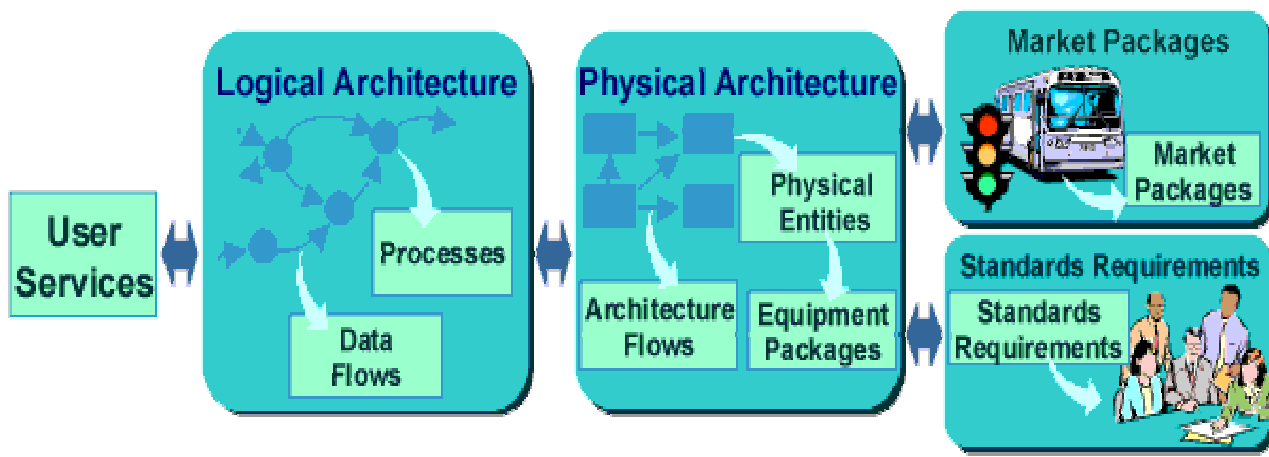 User
Services
Logical Architecture
Processes
Data
Flows
Physical Architecture
Physical
Entities
Architecture
Flows
Equipment
Packages
Market Packages
Market
Packages
Standards Requirements
Standards
Requirements